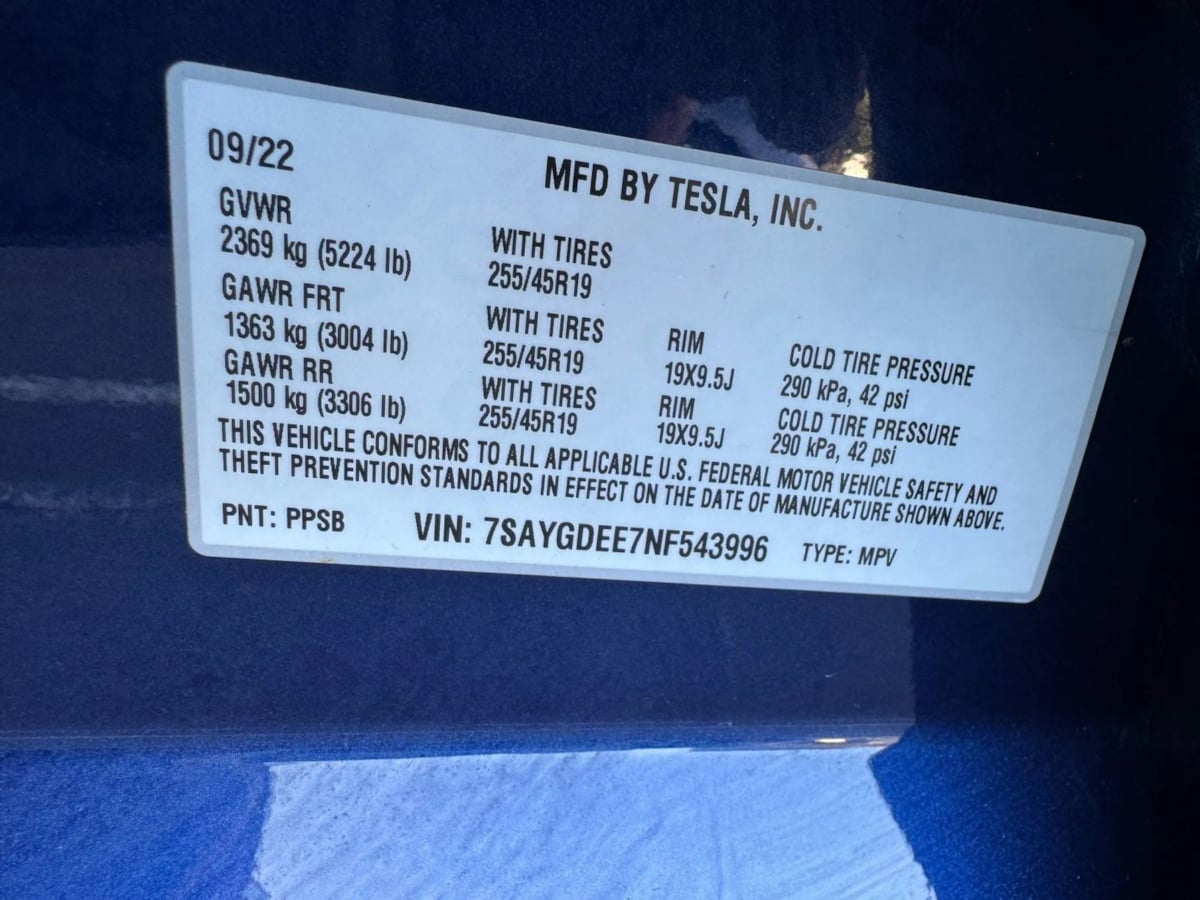 09/22
MFD BY TESLA, INC.
GVWR
2369 kg (5224 lb)
WITH TIRES
255/45R19
GAWR FRT
1363 kg (3004 lb)
WITH TIRES
255/45R19
RIM
19X9.5J
COLD TIRE PRESSURE
290 kPa, 42 psi
GAWR RR
1500 kg (3306 lb)
WITH TIRES
255/45R19
RIM
19X9.5J
COLD TIRE PRESSURE
290 kPa, 42 psi
THIS VEHICLE CONFORMS TO ALL APPLICABLE U.S. FEDERAL MOTOR VEHICLE SAFETY AND
THEFT PREVENTION STANDARDS IN EFFECT ON THE DATE OF MANUFACTURE SHOWN ABOVE.
PNT: PPSB VIN: 7SAYGDEE7NF543996 TYPE: MPV